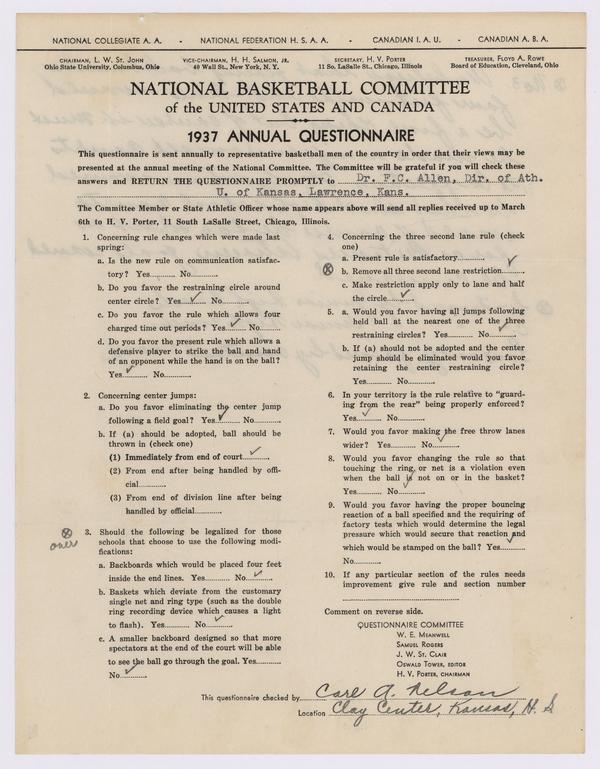 NATIONAL COLLEGIATE A. A. - NATIONAL FEDERATION H. S. A. A. - CANADIAN I. A. U. - CANADIAN A. B. A.
CHAIRMAN, L. W. ST. JOHN
Ohio State University, Columbus, Ohio
VICE-CHAIRMAN, H. H. SALMON, JR.
40 Wall St., New York, N. Y.
SECRETARY, H. V. PORTER
11 So. LaSalle St., Chicago, Illinois
TREASURER, FLOYD A. ROWE
Board of Education, Cleveland, Ohio
NATIONAL BASKETBALL COMMITTEE
of the UNITED STATES AND CANADA
1937 ANNUAL QUESTIONNAIRE
This questionnaire is sent annually to representative basketball men of the country in order that their views may be
presented at the annual meeting of the National Committee. The Committee will be grateful if you will check these
answers and RETURN THE QUESTIONNAIRE PROMPTLY to Dr. F.C. Allen, Dir. of Ath.
U. of Kansas, Lawrence, Kans.
The Committee Member or State Athletic Officer whose name appears above will send all replies received up to March
6th to H. V. Porter, 11 South LaSalle Street, Chicago, Illinois.
1. Concerning rule changes which were made last
spring:
a. Is the new rule on communication satisfac-
tory? Yes............ No............
b. Do you favor the restraining circle around
center circle? Yes....✓.... No............
c. Do you favor the rule which allows four
charged time out periods? Yes....✓.... No............
d. Do you favor the present rule which allows a
defensive player to strike the ball and hand
of an opponent while the hand is on the ball?
Yes....✓.... No............
2. Concerning center jumps:
a. Do you favor eliminating the center jump
following a field goal? Yes....✓.... No............
b. If (a) should be adopted, ball should be
thrown in (check one)
(1) Immediately from end of court....✓....
(2) From end after being handled by offi-
cial............
(3) From end of division line after being
handled by official............
ⓧ over
3. Should the following be legalized for those
schools that choose to use the following modi-
fications:
a. Backboards which would be placed four feet
inside the end lines. Yes............ No....✓....
b. Baskets which deviate from the customary
single net and ring type (such as the double
ring recording device which causes a light
to flash). Yes............ No....✓....
c. A smaller backboard designed so that more
spectators at the end of the court will be able
to see the ball go through the goal. Yes............
No....✓....
4. Concerning the three second lane rule (check
one)
a. Present rule is satisfactory............ ✓
ⓧ b. Remove all three second lane restriction............
c. Make restriction apply only to lane and half
the circle....✓....
5. a. Would you favor having all jumps following
held ball at the nearest one of the three
restraining circles? Yes............ No....✓....
b. If (a) should not be adopted and the center
jump should be eliminated would you favor
retaining the center restraining circle?
Yes............ No............
6. In your territory is the rule relative to "guard-
ing from the rear" being properly enforced?
Yes....✓.... No............
7. Would you favor making the free throw lanes
wider? Yes............ No....✓....
8. Would you favor changing the rule so that
touching the ring or net is a violation even
when the ball is not on or in the basket?
Yes............ No....✓....
9. Would you favor having the proper bouncing
reaction of a ball specified and the requiring of
factory tests which would determine the legal
pressure which would secure that reaction and
which would be stamped on the ball? Yes....✓....
No............
10. If any particular section of the rules needs
improvement give rule and section number
Comment on reverse side.
QUESTIONNAIRE COMMITTEE
W. E. MEANWELL
SAMUEL ROGERS
J. W. ST. CLAIR
OSWALD TOWER, EDITOR
H. V. PORTER, CHAIRMAN
This questionnaire checked by Carl A. Nelson
Location Clay Center, Kansas, H. S